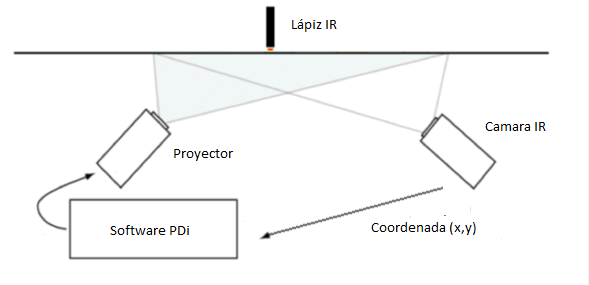 Lápiz IR
Camara IR
Proyector
Software PDi
Coordenada (x,y)